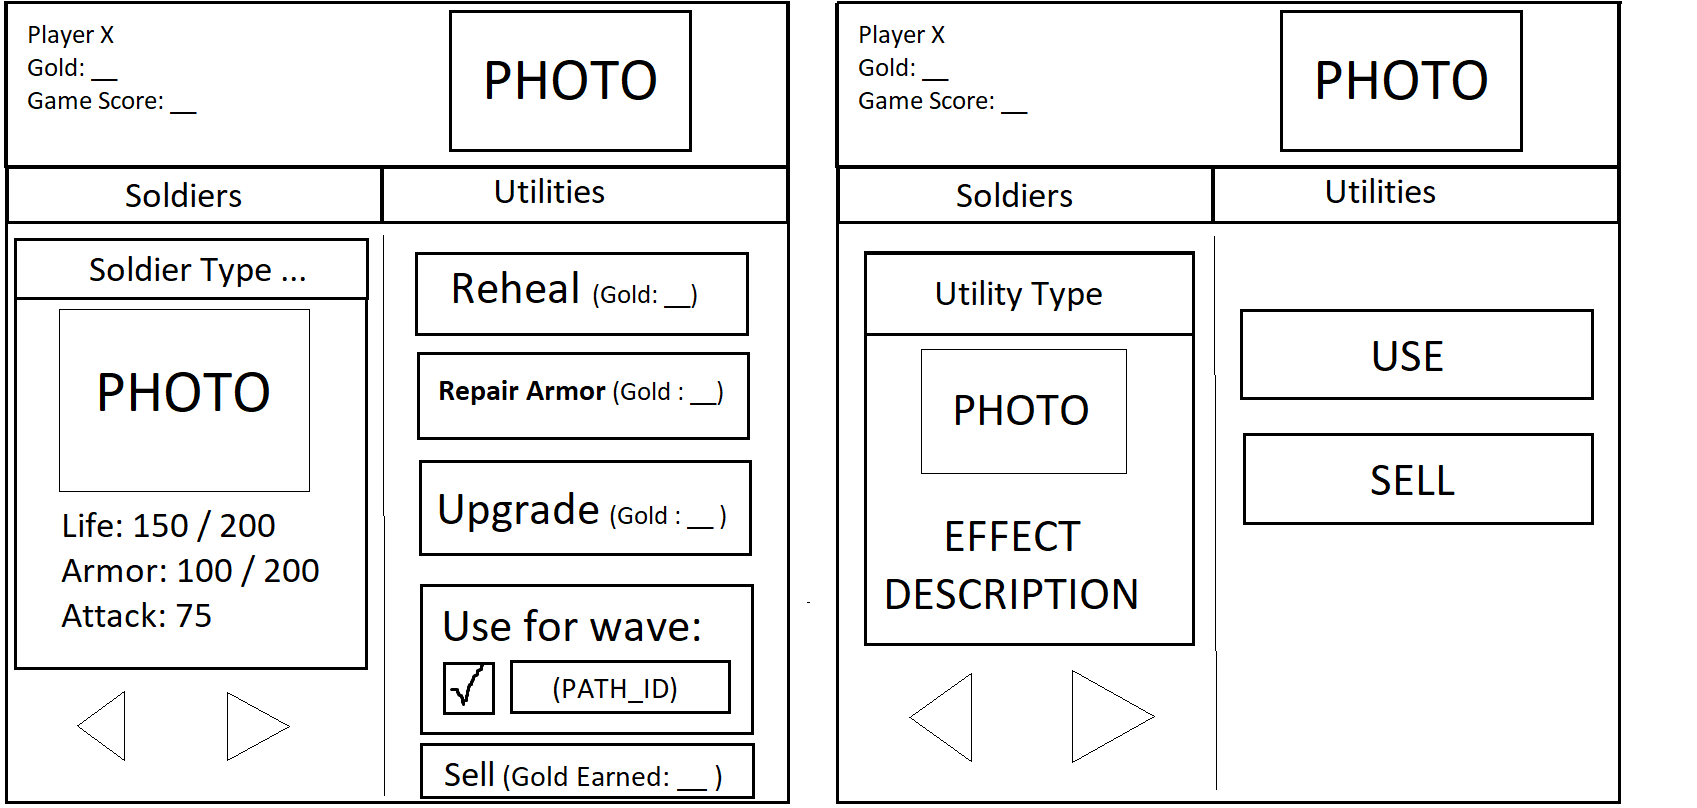 Player X
Gold: __
Game Score: __
PHOTO
Soldiers
Utilities
Soldier Type ...
PHOTO
Life: 150 / 200
Armor: 100 / 200
Attack: 75
Reheal (Gold: __)
Repair Armor (Gold : __)
Upgrade (Gold : __ )
Use for wave:
(PATH_ID)
Sell (Gold Earned: __ )
Player X
Gold: __
Game Score: __
PHOTO
Soldiers
Utilities
Utility Type
PHOTO
EFFECT
DESCRIPTION
USE
SELL